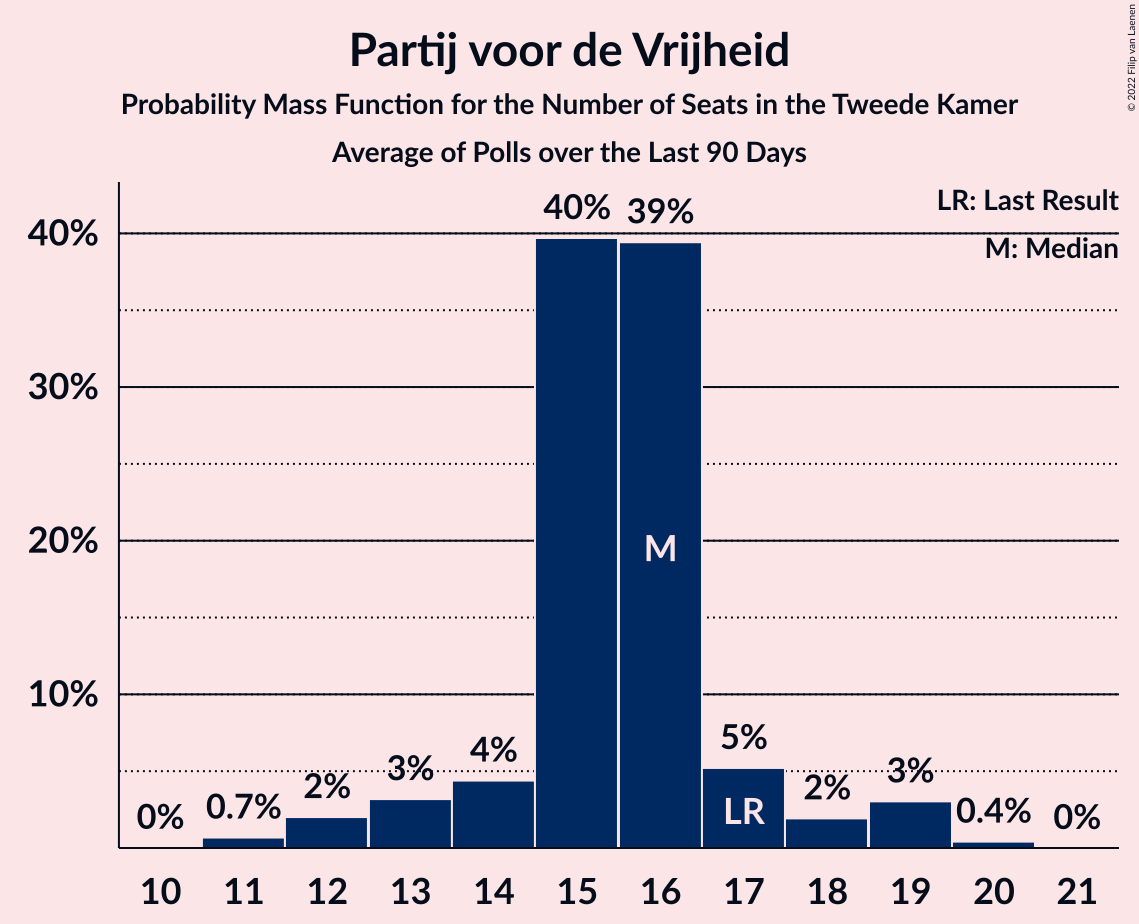 Partij voor de Vrijheid
Probability Mass Function for the Number of Seats in the Tweede Kamer
Average of Polls over the Last 90 Days
© 2022 Filip van Laenen
LR: Last Result
M: Median
40%
30%
20%
10%
0%
0.7%
2%
3%
4%
40%
39%
5%
2%
3%
0.4%
0%
M
LR
10 11 12 13 14 15 16 17 18 19 20 21